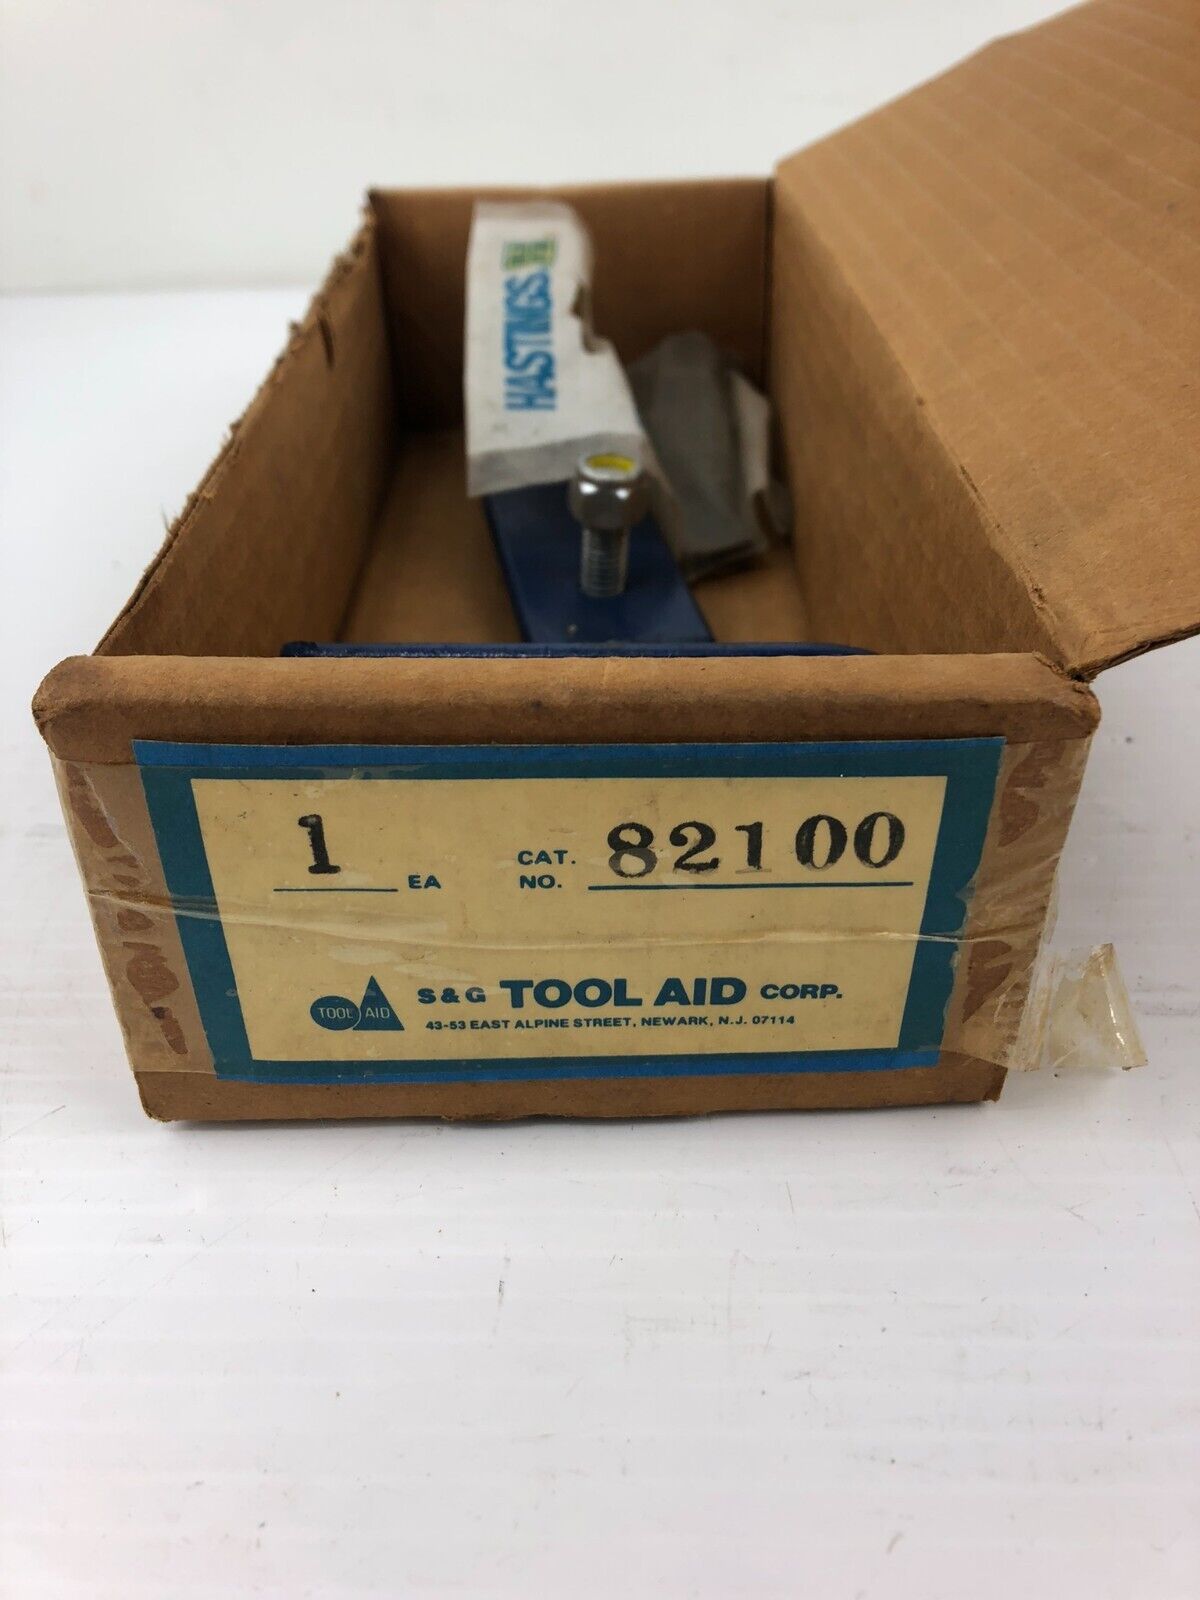 HASTINGS
1 EA CAT. NO. 82100
TOOL AID
S & G TOOL AID CORP.
43-53 EAST ALPINE STREET, NEWARK, N.J. 07114